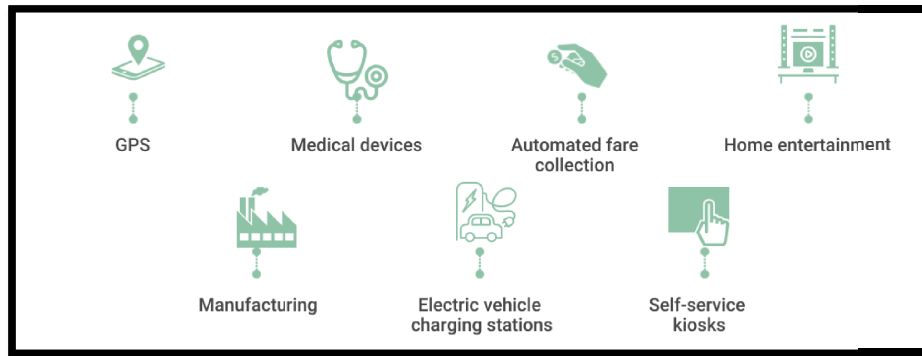 GPS
Medical devices
Automated fare
collection
Home entertainment
Manufacturing
Electric vehicle
charging stations
Self-service
kiosks